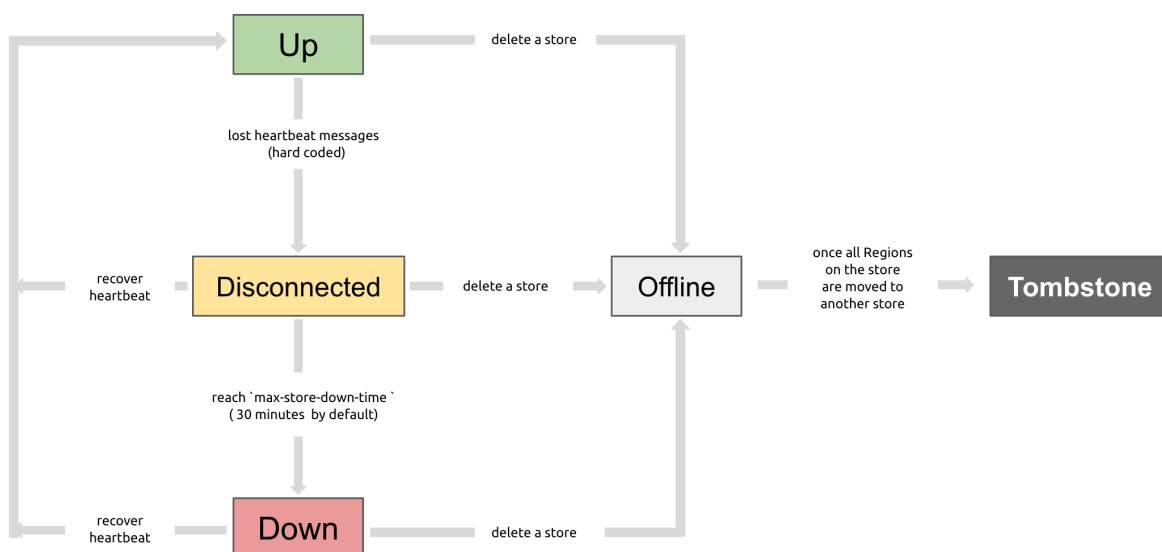 Up
delete a store
lost heartbeat messages
(hard coded)
recover
heartbeat
Disconnected
delete a store
Offline
once all Regions
on the store
are moved to
another store
Tombstone
reach `max-store-down-time `
( 30 minutes  by default)
recover
heartbeat
Down
delete a store